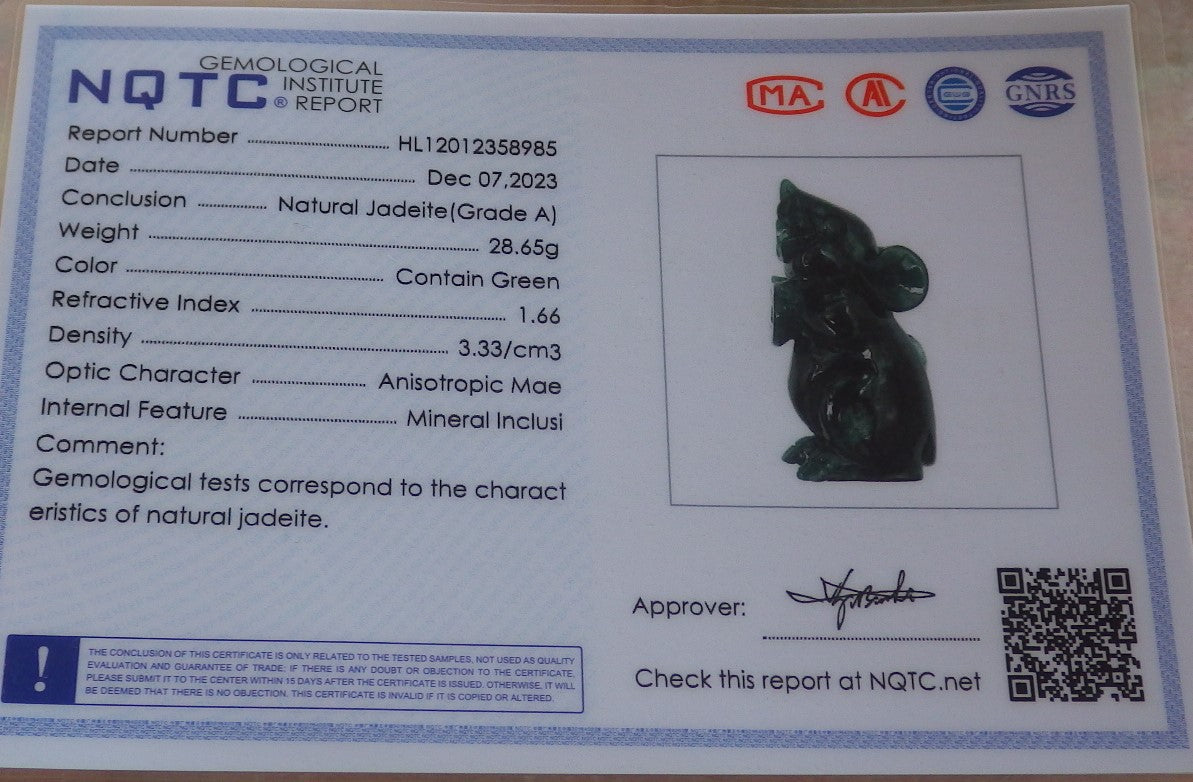 NQTC® GEMOLOGICAL
INSTITUTE
REPORT
Report Number HL12012358985
Date Dec 07,2023
Conclusion Natural Jadeite(Grade A)
Weight 28.65g
Color Contain Green
Refractive Index 1.66
Density 3.33/cm3
Optic Character Anisotropic Mae
Internal Feature Mineral Inclusi
Comment:
Gemological tests correspond to the charact
eristics of natural jadeite.
! THE CONCLUSION OF THIS CERTIFICATE IS ONLY RELATED TO THE TESTED SAMPLES, NOT USED AS QUALITY
EVALUATION AND GUARANTEE OF TRADE; IF THERE IS ANY DOUBT OR OBJECTION TO THE CERTIFICATE,
PLEASE SUBMIT IT TO THE CENTER WITHIN 15 DAYS AFTER THE CERTIFICATE IS ISSUED. OTHERWISE, IT WILL
BE DEEMED THAT THERE IS NO OBJECTION. THIS CERTIFICATE IS INVALID IF IT IS COPIED OR ALTERED.
MA
GNRS
Approver:
Check this report at NQTC.net